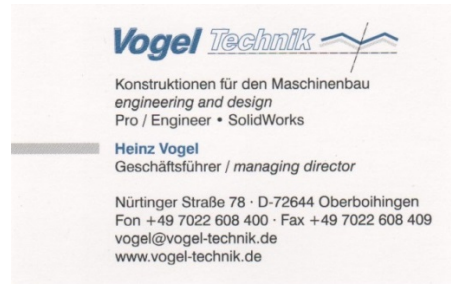 Vogel Technik
Konstruktionen für den Maschinenbau
engineering and design
Pro / Engineer • SolidWorks
Heinz Vogel
Geschäftsführer / managing director
Nürtinger Straße 78 · D-72644 Oberboihingen
Fon +49 7022 608 400 · Fax +49 7022 608 409
vogel@vogel-technik.de
www.vogel-technik.de